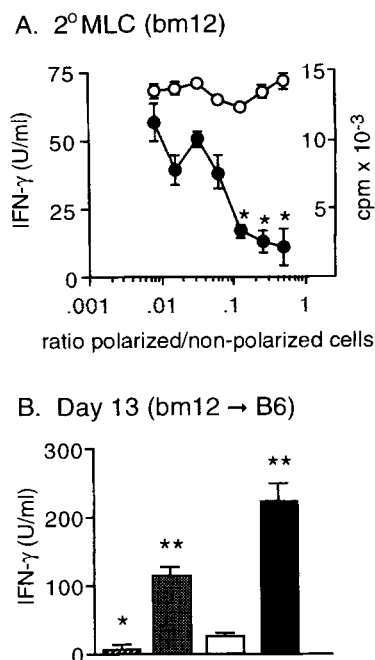 A. 2° MLC (bm12)
IFN-γ (U/ml)
75
50
25
0
15
10
5
cpm x 10⁻³
* * *
.001 .01 .1 1
ratio polarized/non-polarized cells
B. Day 13 (bm12 → B6)
IFN-γ (U/ml)
300
200
100
0
* ** **